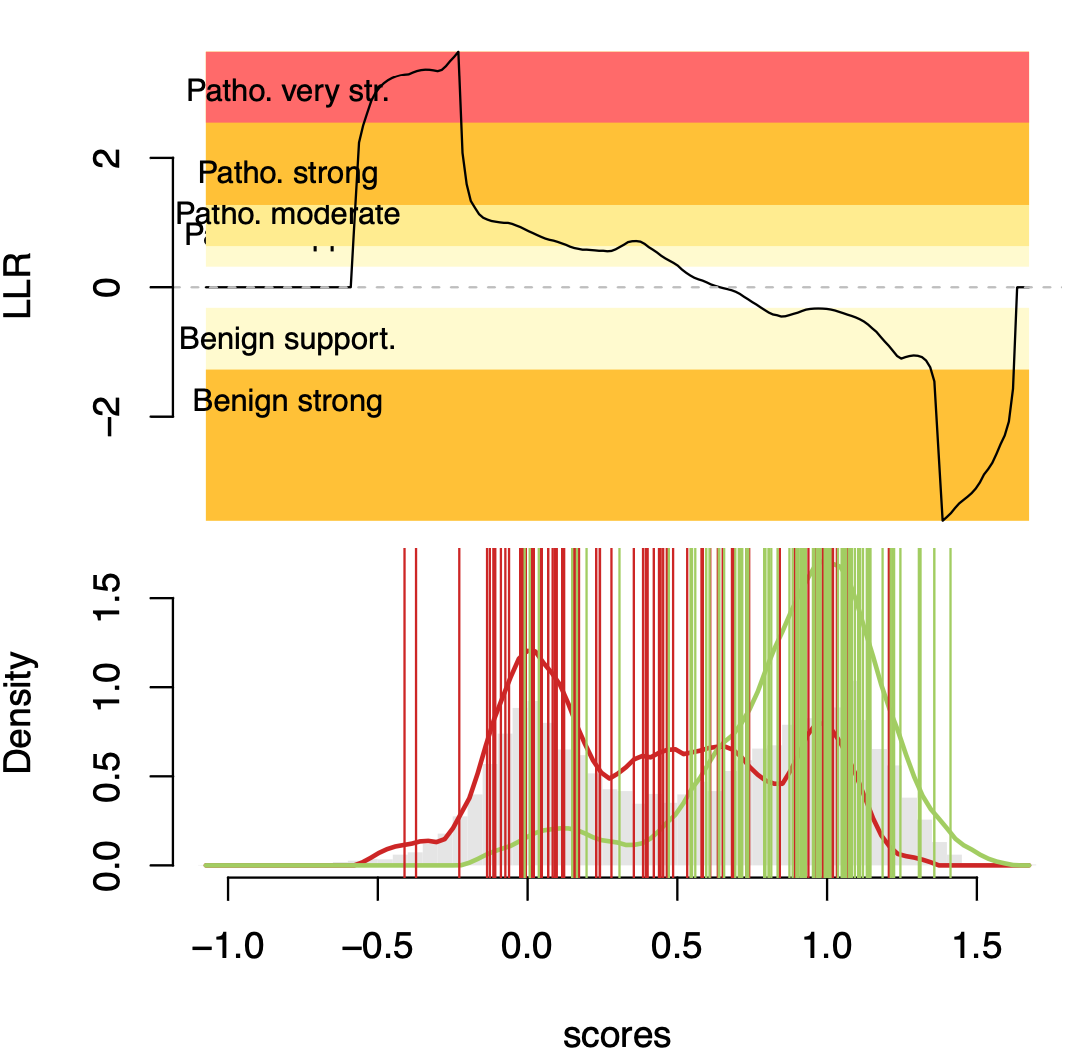 Patho. very str.
2
Patho. strong
Patho. moderate
LLR
0
Benign support.
Benign strong
−2
Density
1.5
1.0
0.5
0.0
−1.0 −0.5 0.0 0.5 1.0 1.5
scores